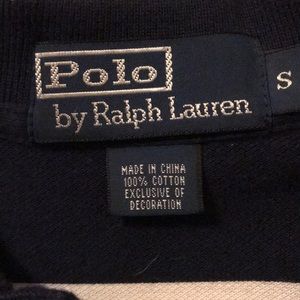 Polo
by Ralph Lauren
S
MADE IN CHINA
100% COTTON
EXCLUSIVE OF
DECORATION